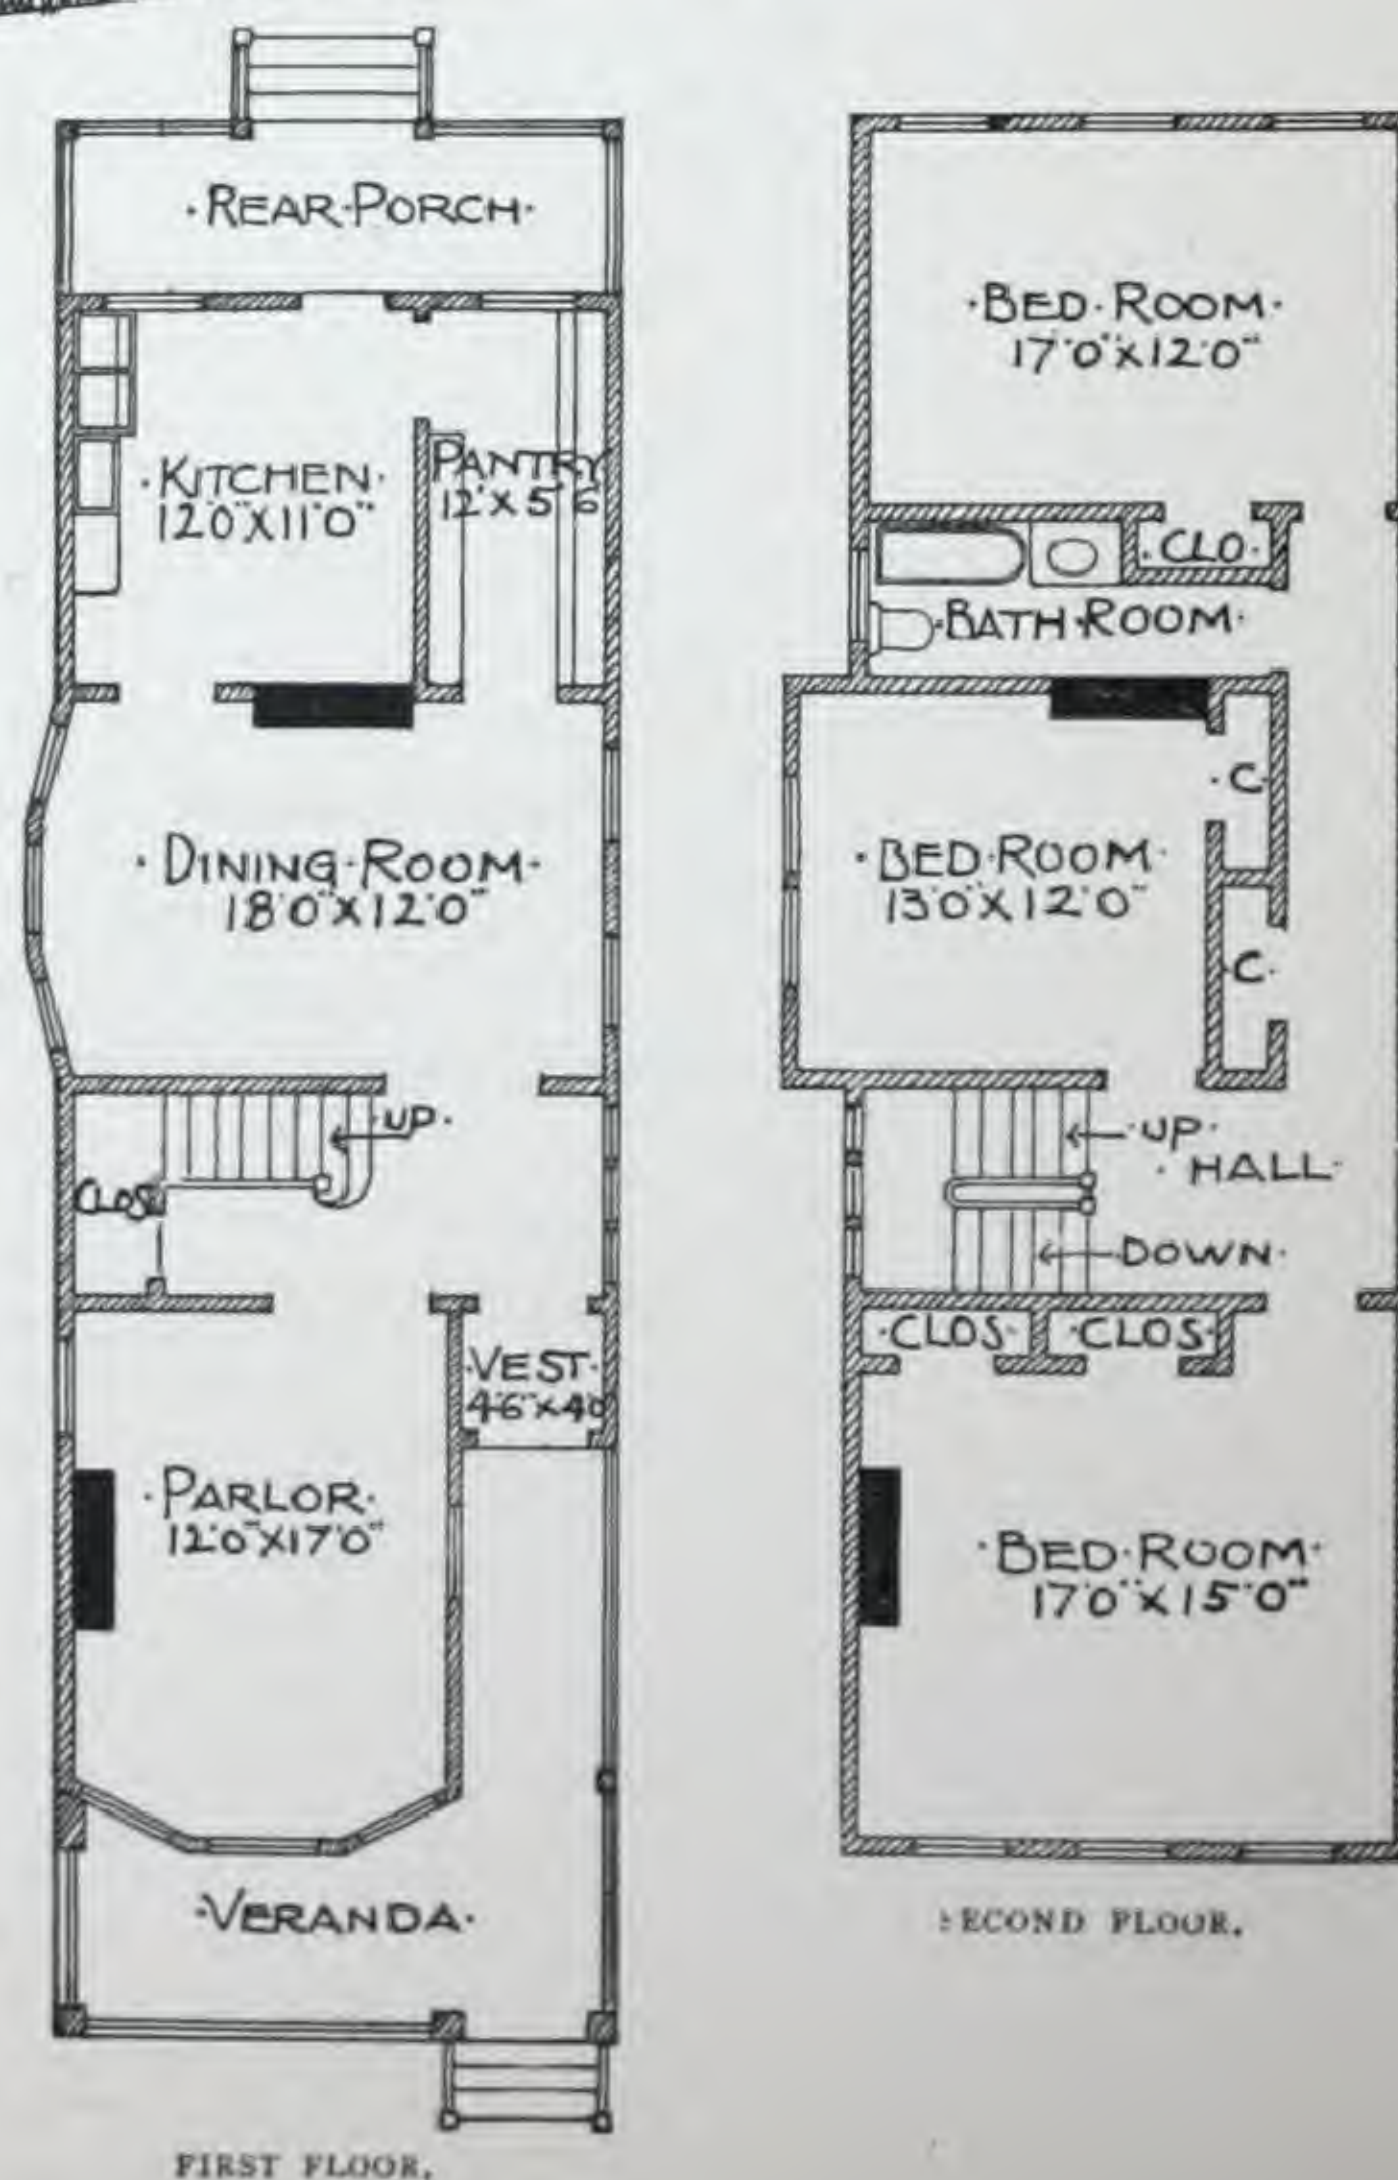 ·REAR·PORCH·
·KITCHEN·
12'0"X11'0"
PANTRY
12'X5'6
·DINING·ROOM·
18'0"X12'0"
·UP·
CLOS
·VEST·
4'6"X4'0
·PARLOR·
12'0"X17'0"
·VERANDA·
FIRST FLOOR.
·BED·ROOM·
17'0"X12'0"
·CLO·
·BATH·ROOM·
·BED·ROOM·
13'0"X12'0"
·C·
·C·
·UP·
·HALL·
·DOWN·
·CLOS·
·CLOS·
·BED·ROOM·
17'0"X15'0"
SECOND FLOOR.